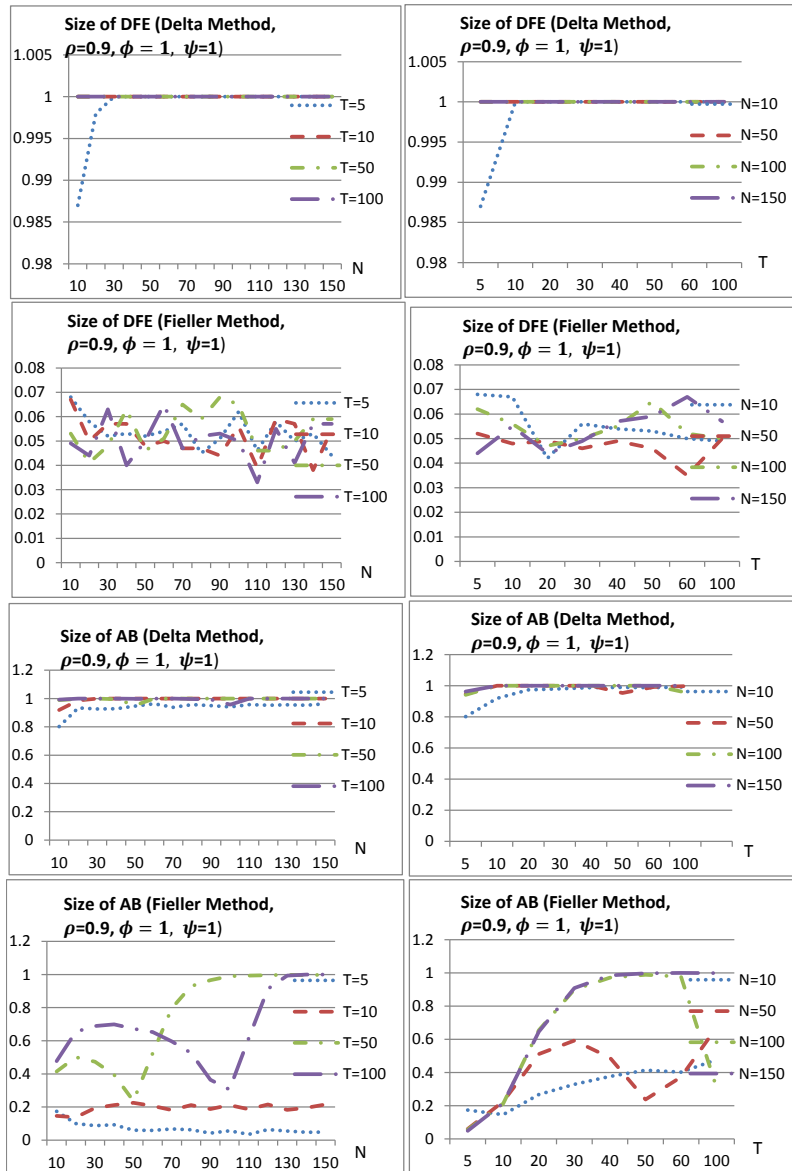 Size of DFE (Delta Method,
ρ=0.9, ϕ = 1, ψ=1)
1.005
1
0.995
0.99
0.985
0.98
10 30 50 70 90 110 130 150
N
T=5
T=10
T=50
T=100
Size of DFE (Delta Method,
ρ=0.9, ϕ = 1, ψ=1)
1.005
1
0.995
0.99
0.985
0.98
5 10 20 30 40 50 60 100
T
N=10
N=50
N=100
N=150
Size of DFE (Fieller Method,
ρ=0.9, ϕ = 1, ψ=1)
0.08
0.07
0.06
0.05
0.04
0.03
0.02
0.01
0
10 30 50 70 90 110 130 150
N
T=5
T=10
T=50
T=100
Size of DFE (Fieller Method,
ρ=0.9, ϕ = 1, ψ=1)
0.08
0.07
0.06
0.05
0.04
0.03
0.02
0.01
0
5 10 20 30 40 50 60 100
T
N=10
N=50
N=100
N=150
Size of AB (Delta Method,
ρ=0.9, ϕ = 1, ψ=1)
1.2
1
0.8
0.6
0.4
0.2
0
10 30 50 70 90 110 130 150
N
T=5
T=10
T=50
T=100
Size of AB (Delta Method,
ρ=0.9, ϕ = 1, ψ=1)
1.2
1
0.8
0.6
0.4
0.2
0
5 10 20 30 40 50 60 100
T
N=10
N=50
N=100
N=150
Size of AB (Fieller Method,
ρ=0.9, ϕ = 1, ψ=1)
1.2
1
0.8
0.6
0.4
0.2
0
10 30 50 70 90 110 130 150
N
T=5
T=10
T=50
T=100
Size of AB (Fieller Method,
ρ=0.9, ϕ = 1, ψ=1)
1.2
1
0.8
0.6
0.4
0.2
0
5 10 20 30 40 50 60 100
T
N=10
N=50
N=100
N=150